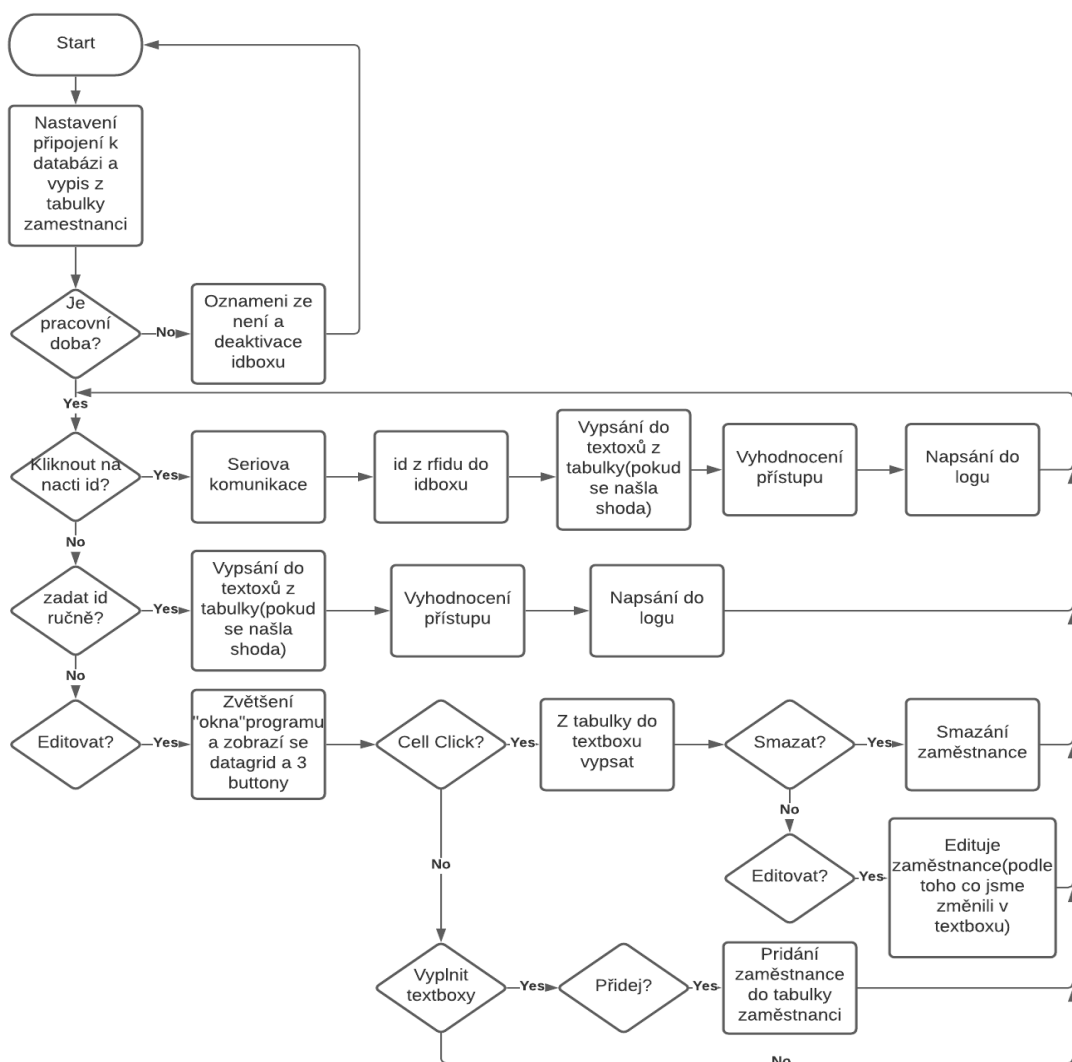 Start
Nastavení
připojení k
databázi a
vypis z
tabulky
zamestnanci
Je
pracovní
doba?
No
Oznameni ze
není a
deaktivace
idboxu
Yes
Kliknout na
nacti id?
Yes
Seriova
komunikace
id z rfidu do
idboxu
Vypsání do
textoxů z
tabulky(pokud
se našla
shoda)
Vyhodnocení
přístupu
Napsání do
logu
No
zadat id
ručně?
Yes
Vypsání do
textoxů z
tabulky(pokud
se našla
shoda)
Vyhodnocení
přístupu
Napsání do
logu
No
Editovat?
Yes
Zvětšení
"okna"programu
a zobrazí se
datagrid a 3
buttony
Cell Click?
Yes
Z tabulky do
textboxu
vypsat
Smazat?
Yes
Smazání
zaměstnance
No
Editovat?
Yes
Edituje
zaměstnance(podle
toho co jsme
změnili v
textboxu)
No
Vyplnit
textboxy
Yes
Přidej?
Yes
Pridání
zaměstnance
do tabulky
zaměstnanci
No